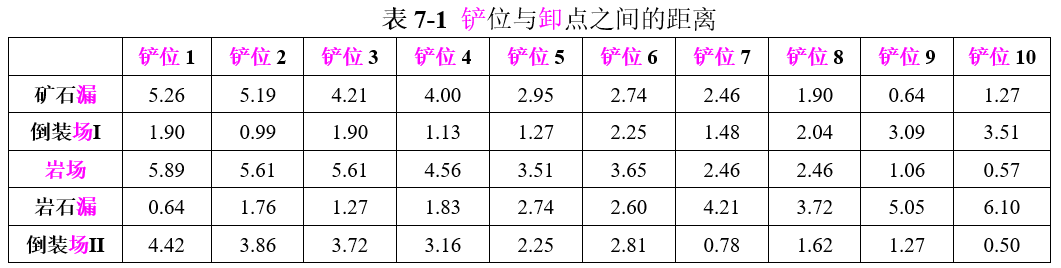 表 7-1 铲位与卸点之间的距离
铲位 1 铲位 2 铲位 3 铲位 4 铲位 5 铲位 6 铲位 7 铲位 8 铲位 9 铲位 10
矿石漏 5.26 5.19 4.21 4.00 2.95 2.74 2.46 1.90 0.64 1.27
倒装场I 1.90 0.99 1.90 1.13 1.27 2.25 1.48 2.04 3.09 3.51
岩场 5.89 5.61 5.61 4.56 3.51 3.65 2.46 2.46 1.06 0.57
岩石漏 0.64 1.76 1.27 1.83 2.74 2.60 4.21 3.72 5.05 6.10
倒装场II 4.42 3.86 3.72 3.16 2.25 2.81 0.78 1.62 1.27 0.50